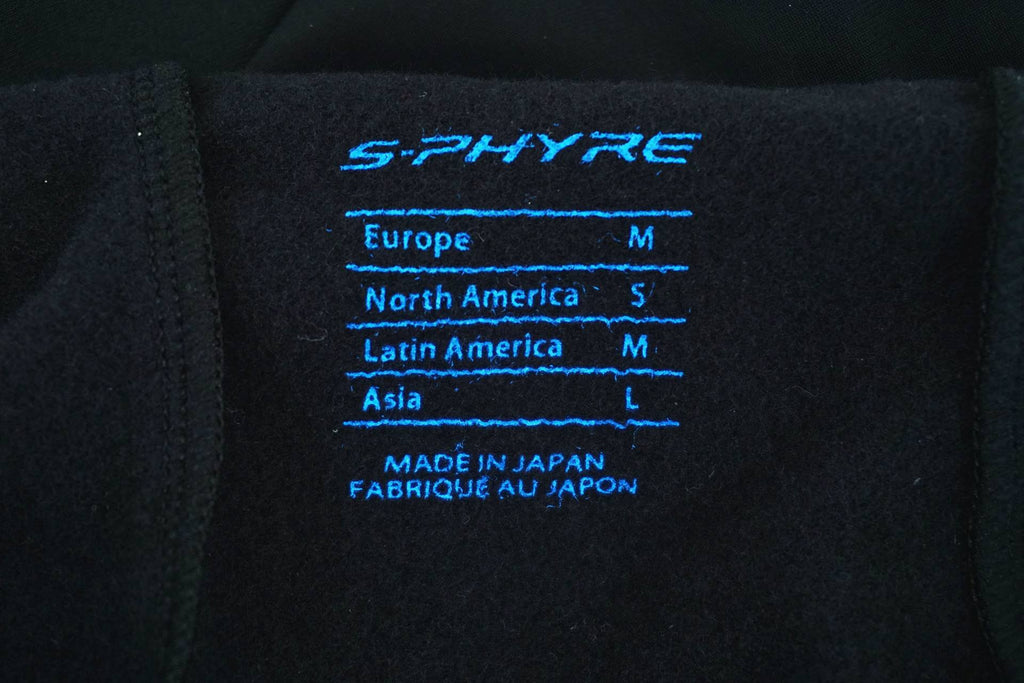 S-PHYRE
Europe M
North America S
Latin America M
Asia L
MADE IN JAPAN
FABRIQUÉ AU JAPON